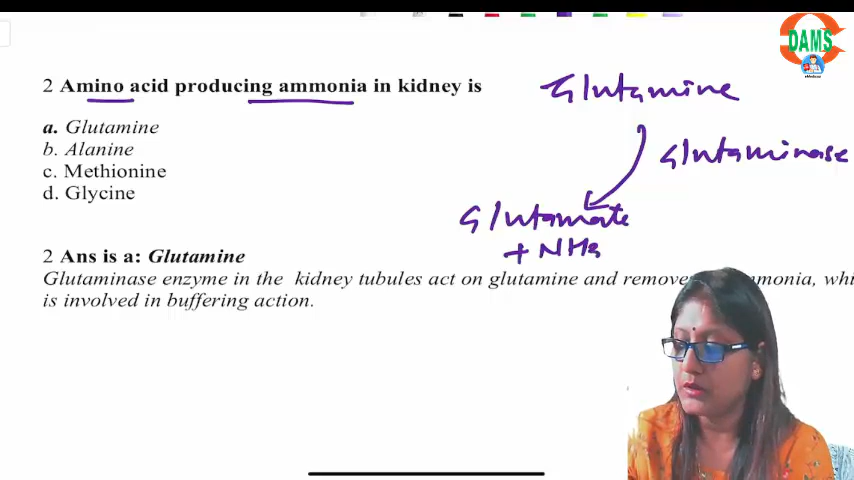 DAMS
2 Amino acid producing ammonia in kidney is
a. Glutamine
b. Alanine
c. Methionine
d. Glycine
Glutamine
Glutaminase
Glutamate
+ NH3
2 Ans is a: Glutamine
Glutaminase enzyme in the kidney tubules act on glutamine and remove
is involved in buffering action.